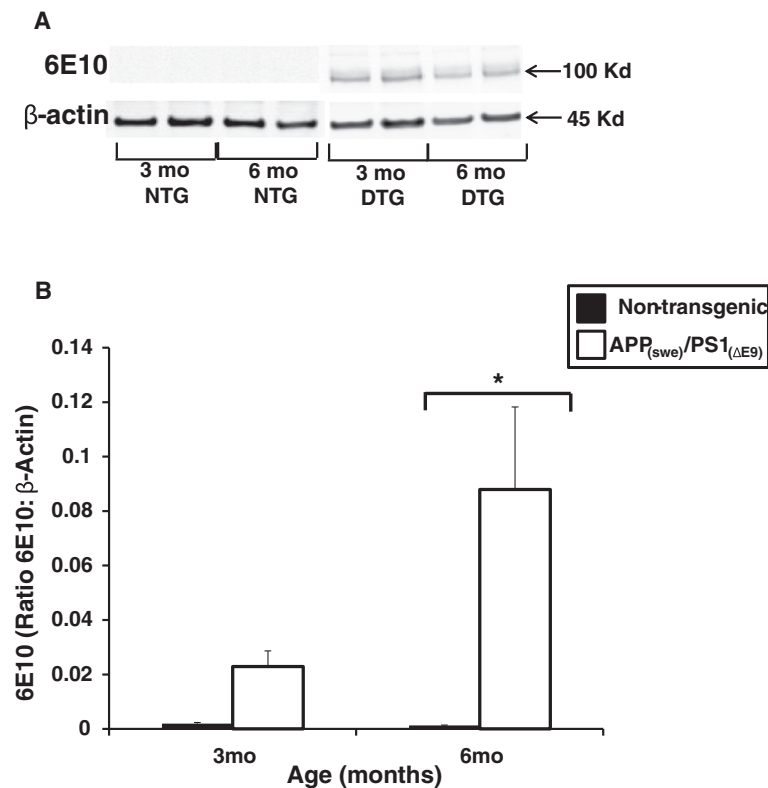 A
6E10
100 Kd
β-actin
45 Kd
3 mo NTG
6 mo NTG
3 mo DTG
6 mo DTG
B
Non-transgenic
APP(swe)/PS1(ΔE9)
*
0.14
0.12
0.1
0.08
0.06
0.04
0.02
0
6E10 (Ratio 6E10: β-Actin)
3mo
6mo
Age (months)